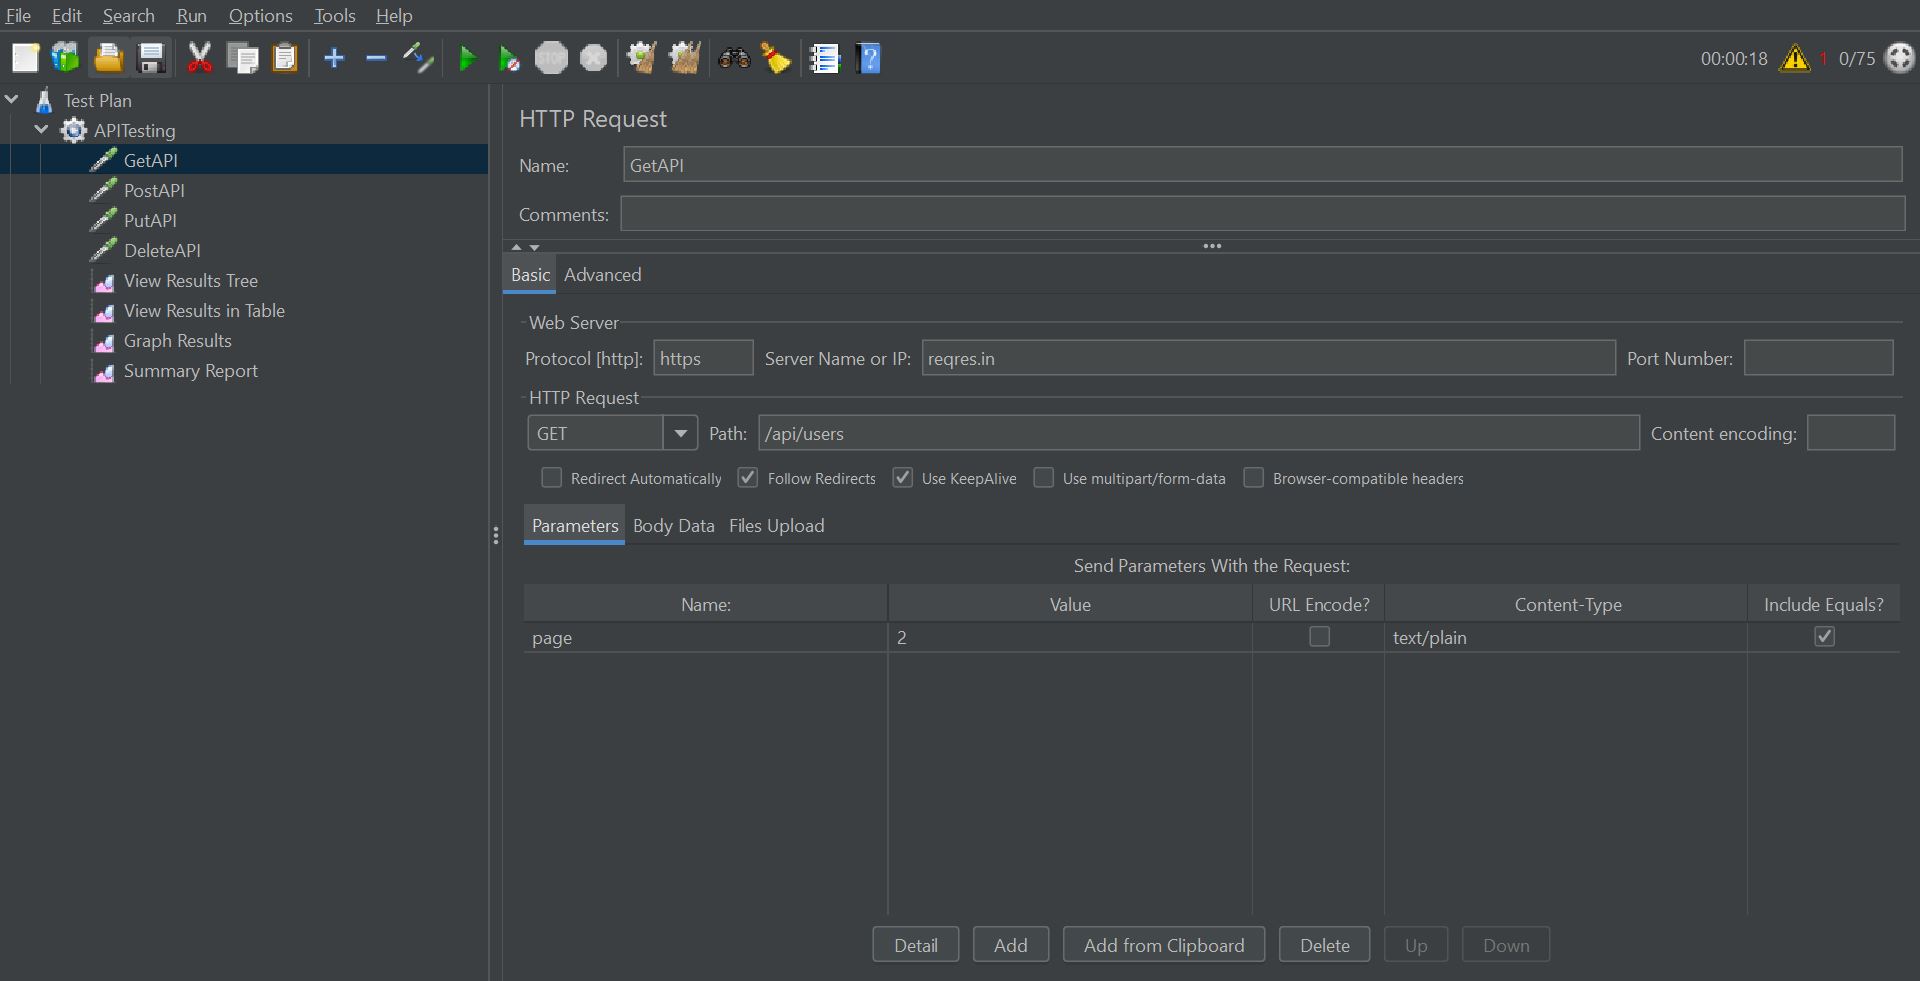 File Edit Search Run Options Tools Help
STOP
00:00:18 1 0/75
Test Plan
APITesting
GetAPI
PostAPI
PutAPI
DeleteAPI
View Results Tree
View Results in Table
Graph Results
Summary Report
HTTP Request
Name: GetAPI
Comments:
Basic Advanced
Web Server
Protocol [http]: https Server Name or IP: reqres.in Port Number:
HTTP Request
GET Path: /api/users Content encoding:
Redirect Automatically Follow Redirects Use KeepAlive Use multipart/form-data Browser-compatible headers
Parameters Body Data Files Upload
Send Parameters With the Request:
Name: Value URL Encode? Content-Type Include Equals?
page 2 text/plain
Detail Add Add from Clipboard Delete Up Down